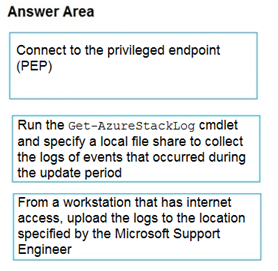 Answer Area
Connect to the privileged endpoint
(PEP)
Run the Get-AzureStackLog cmdlet
and specify a local file share to collect
the logs of events that occurred during
the update period
From a workstation that has internet
access, upload the logs to the location
specified by the Microsoft Support
Engineer